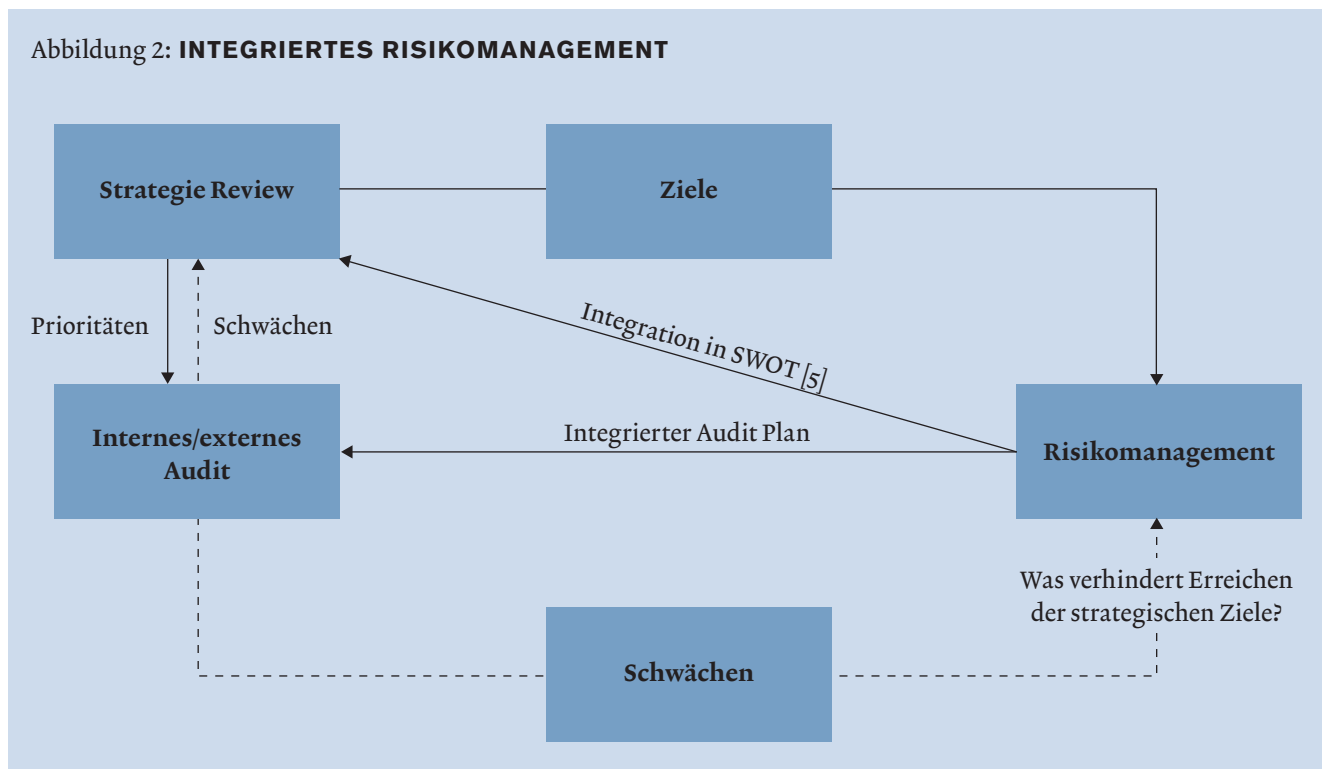 Abbildung 2: INTEGRIERTES RISIKOMANAGEMENT
Strategie Review
Ziele
Prioritäten
Schwächen
Integration in SWOT [5]
Internes/externes
Audit
Integrierter Audit Plan
Risikomanagement
Was verhindert Erreichen
der strategischen Ziele?
Schwächen